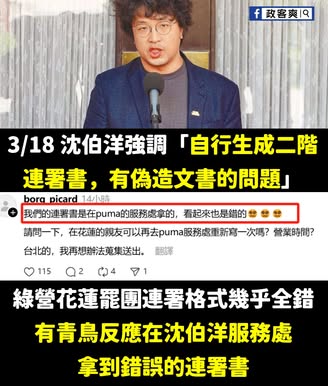 政客爽
3/18 沈伯洋強調「自行生成二階
連署書，有偽造文書的問題」
borg_picard 14小時
我們的連署書是在puma的服務處拿的，看起來也是錯的
請問一下，在花蓮的親友可以再去puma服務處重新寫一次嗎？營業時間？
台北的，我再想辦法蒐集送出。 翻譯
115 2 1 60
綠營花蓮罷團連署格式幾乎全錯
有青鳥反應在沈伯洋服務處
拿到錯誤的連署書